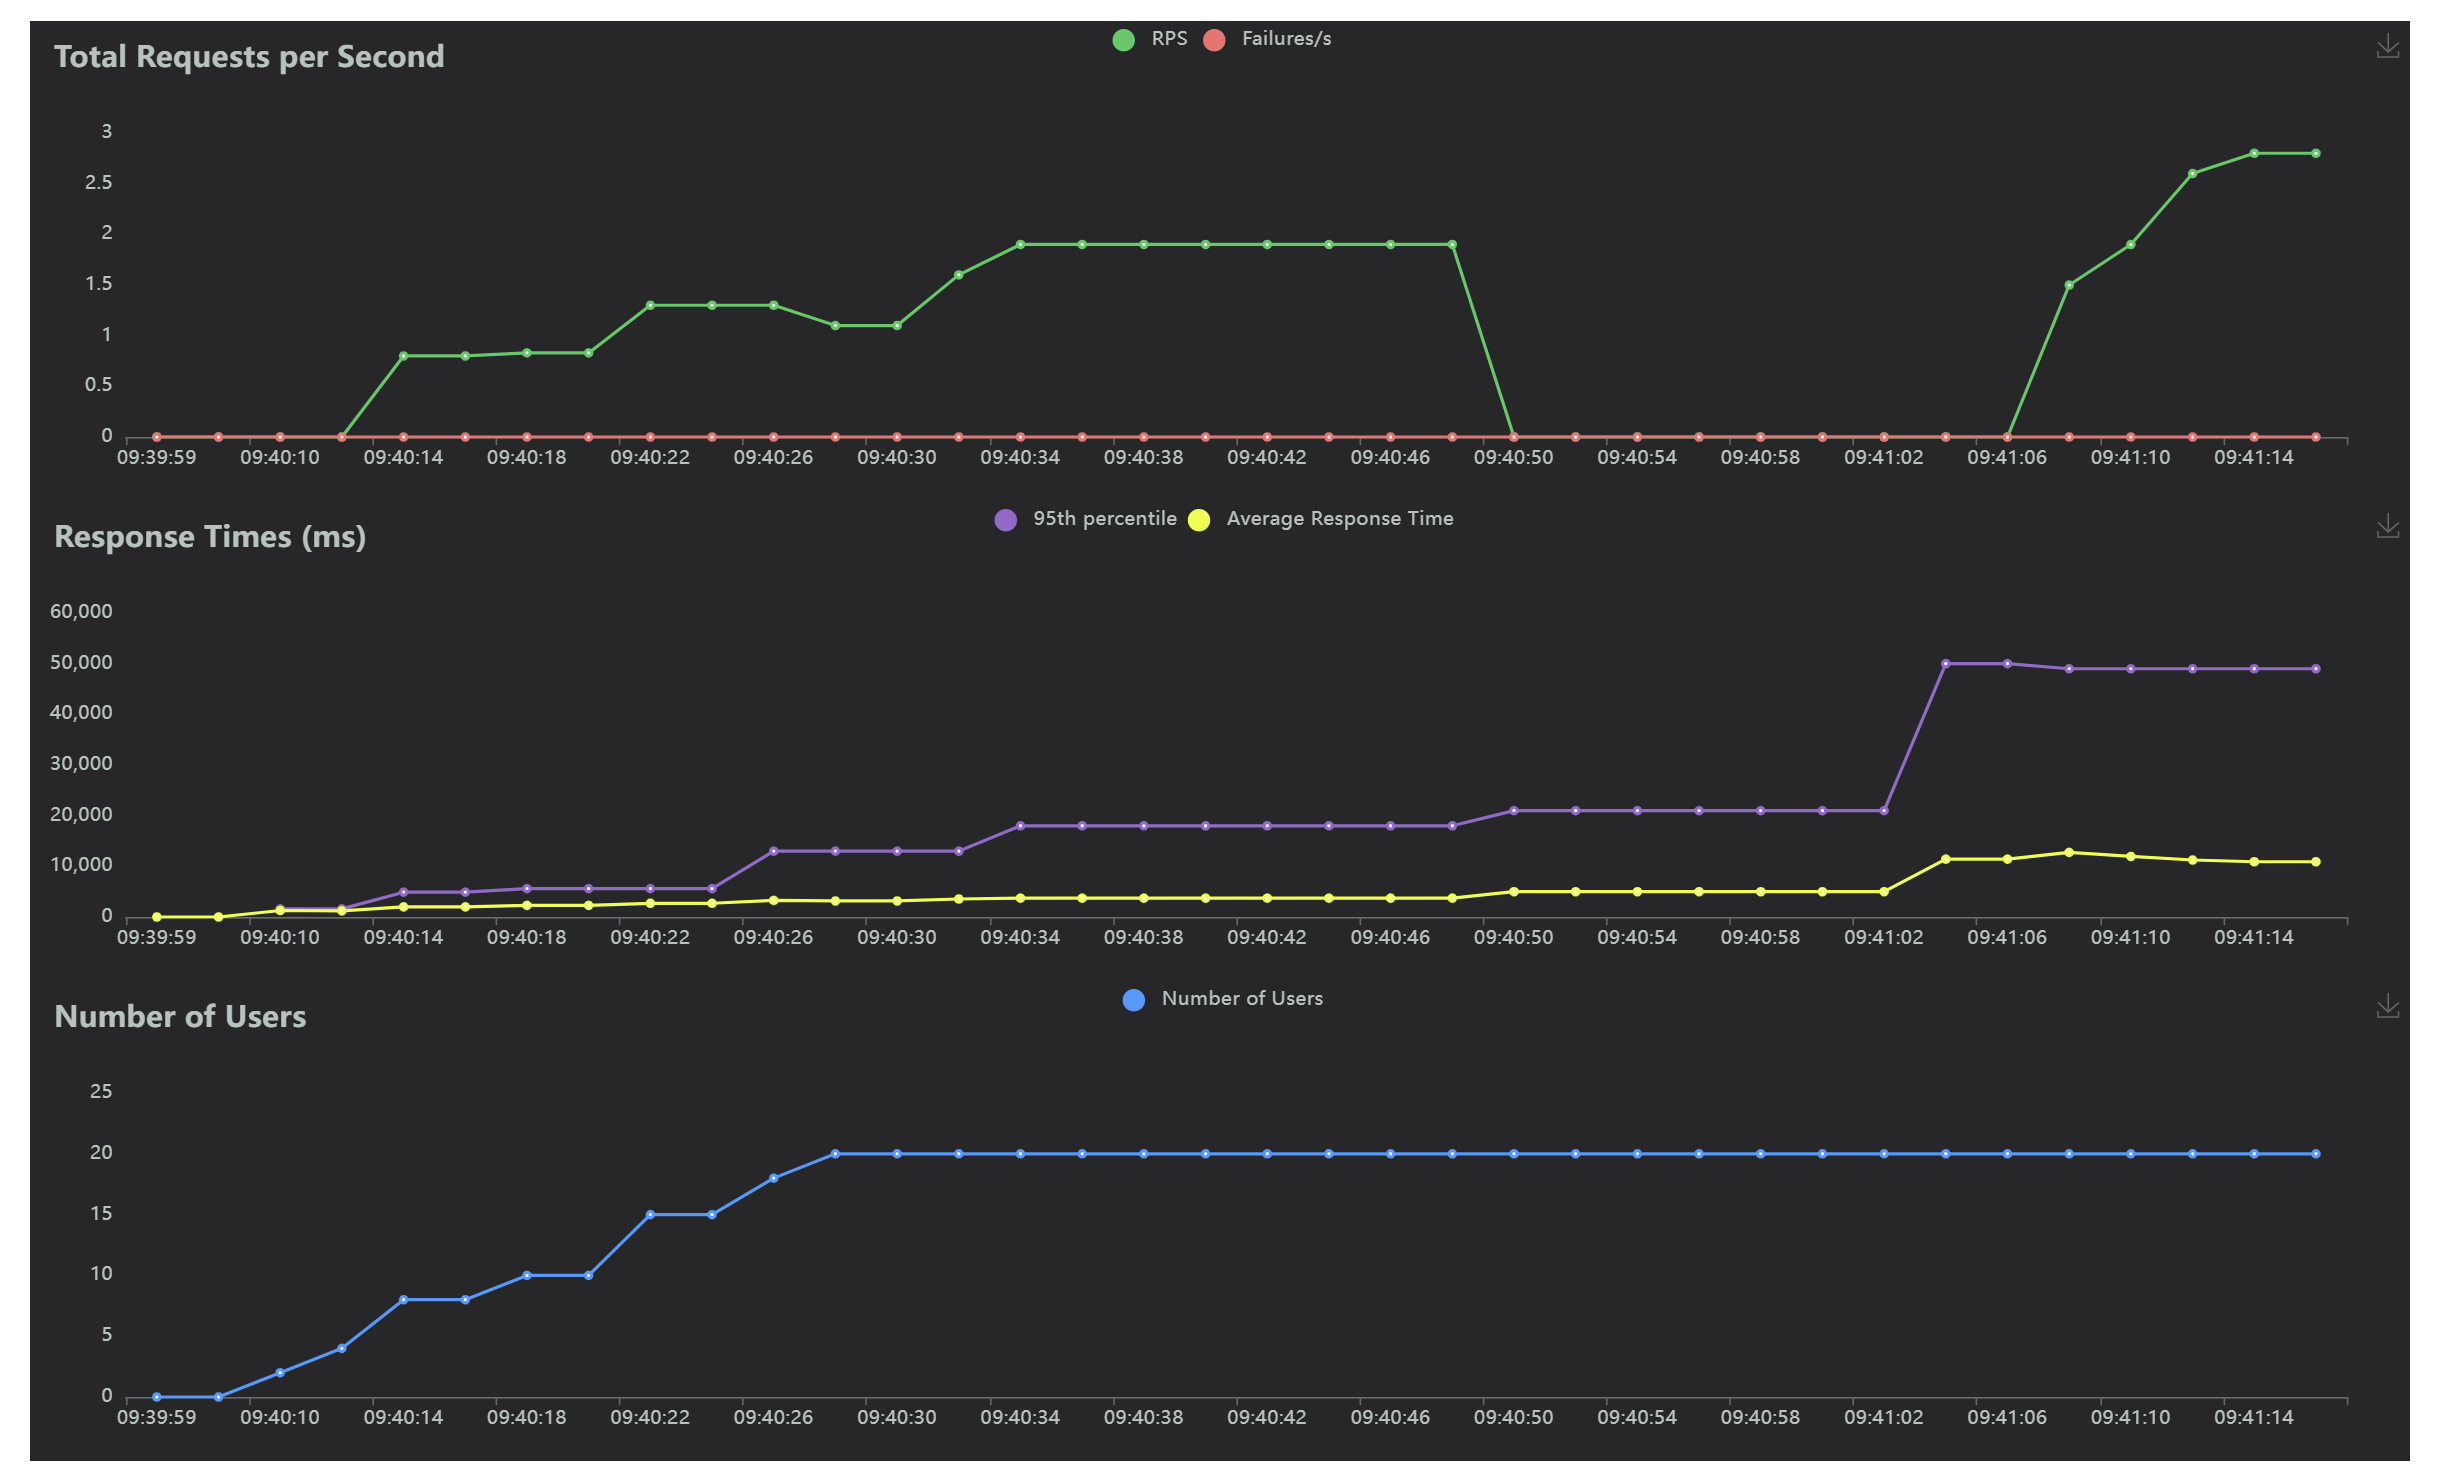 RPS Failures/s
Total Requests per Second
3
2.5
2
1.5
1
0.5
0
09:39:59 09:40:10 09:40:14 09:40:18 09:40:22 09:40:26 09:40:30 09:40:34 09:40:38 09:40:42 09:40:46 09:40:50 09:40:54 09:40:58 09:41:02 09:41:06 09:41:10 09:41:14
95th percentile Average Response Time
Response Times (ms)
60,000
50,000
40,000
30,000
20,000
10,000
0
09:39:59 09:40:10 09:40:14 09:40:18 09:40:22 09:40:26 09:40:30 09:40:34 09:40:38 09:40:42 09:40:46 09:40:50 09:40:54 09:40:58 09:41:02 09:41:06 09:41:10 09:41:14
Number of Users
Number of Users
25
20
15
10
5
0
09:39:59 09:40:10 09:40:14 09:40:18 09:40:22 09:40:26 09:40:30 09:40:34 09:40:38 09:40:42 09:40:46 09:40:50 09:40:54 09:40:58 09:41:02 09:41:06 09:41:10 09:41:14